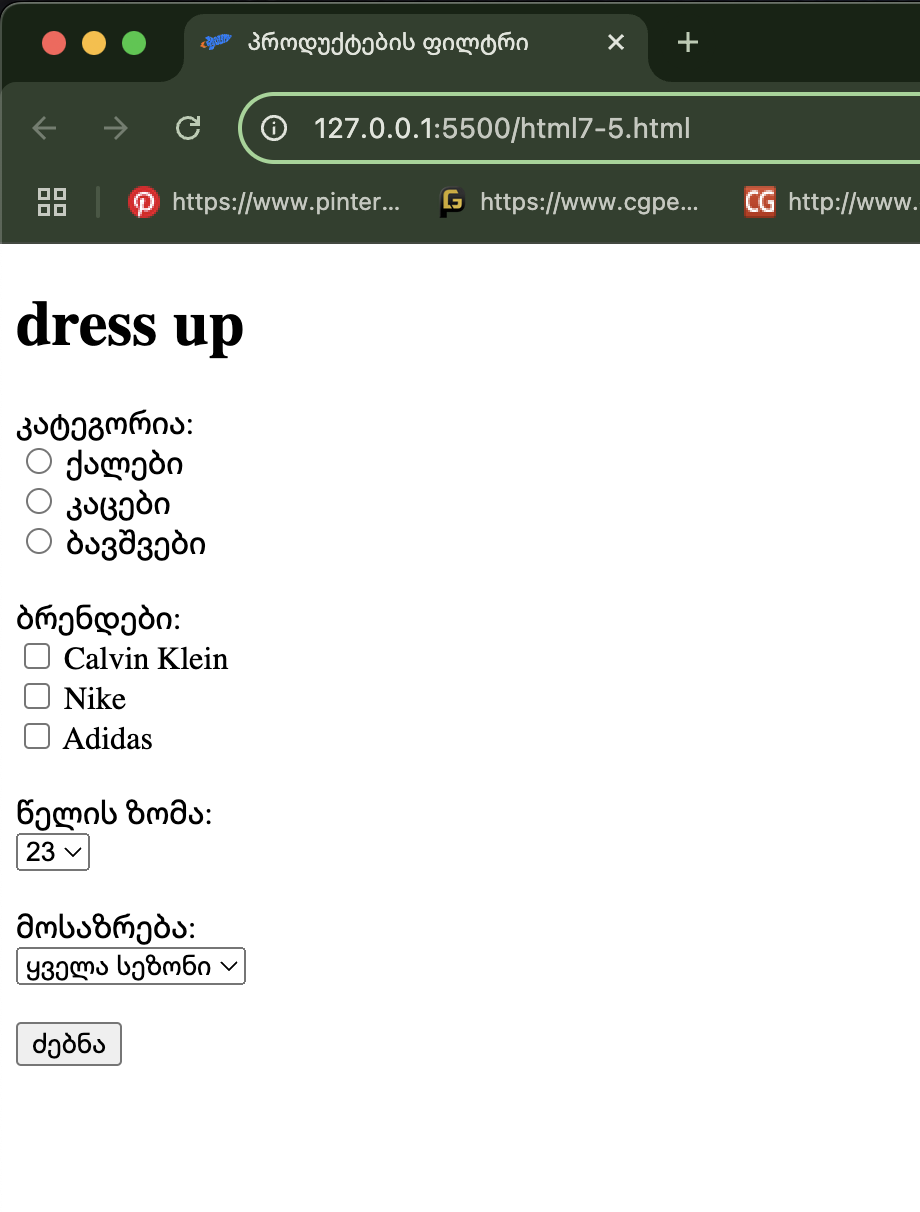 პროდუქტების ფილტრი
127.0.0.1:5500/html7-5.html
https://www.pinter... https://www.cgpe... http://www.
dress up
კატეგორია:
ქალები
კაცები
ბავშვები
ბრენდები:
Calvin Klein
Nike
Adidas
წელის ზომა:
23
მოსაზრება:
ყველა სეზონი
ძებნა